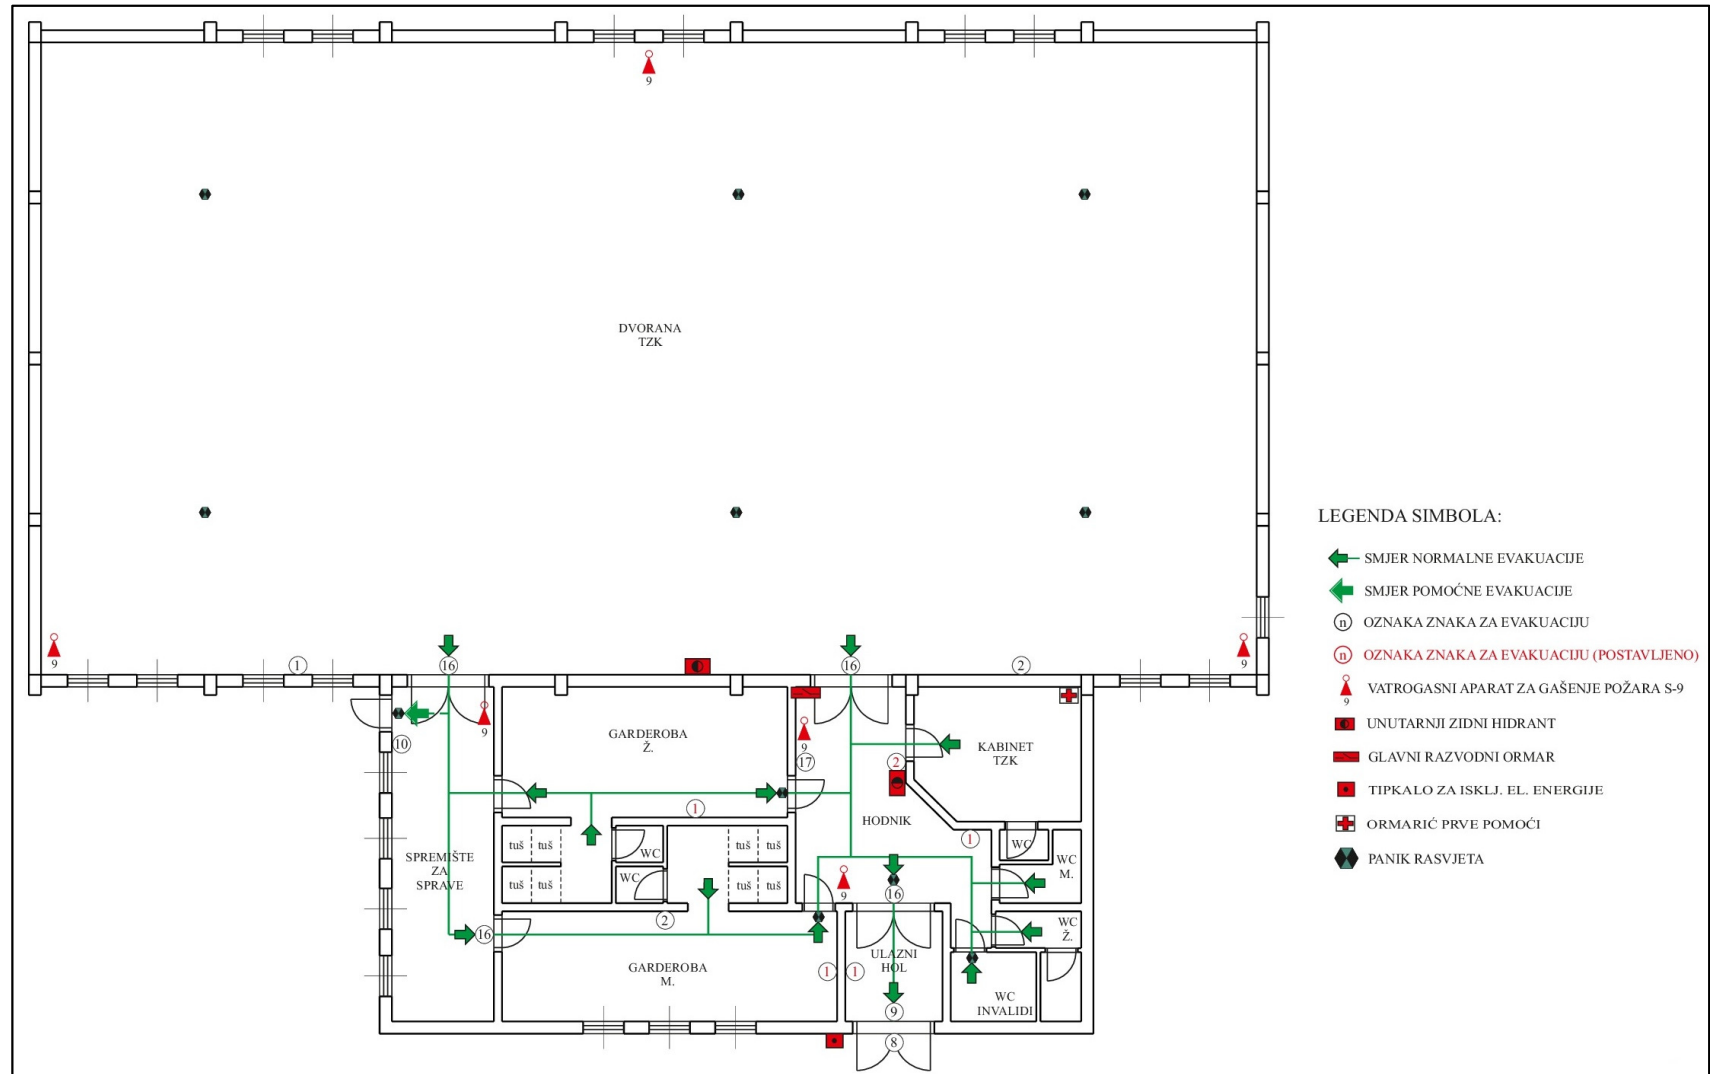 9
DVORANA
TZK
LEGENDA SIMBOLA:
SMJER NORMALNE EVAKUACIJE
SMJER POMOĆNE EVAKUACIJE
n OZNAKA ZNAKA ZA EVAKUACIJU
n OZNAKA ZNAKA ZA EVAKUACIJU (POSTAVLJENO)
VATROGASNI APARAT ZA GAŠENJE POŽARA S-9
UNUTARNJI ZIDNI HIDRANT
GLAVNI RAZVODNI ORMAR
TIPKALO ZA ISKLJ. EL. ENERGIJE
ORMARIĆ PRVE POMOĆI
PANIK RASVJETA
9
1
16
16
2
9
10
9
GARDEROBA
Ž.
9
17
2
KABINET
TZK
1
HODNIK
1
SPREMIŠTE
ZA
SPRAVE
tuš
tuš
WC
tuš
tuš
WC
WC
M.
tuš
tuš
WC
tuš
tuš
9
16
2
16
WC
Ž.
GARDEROBA
M.
1
1
ULAZNI
HOL
WC
INVALIDI
9
8